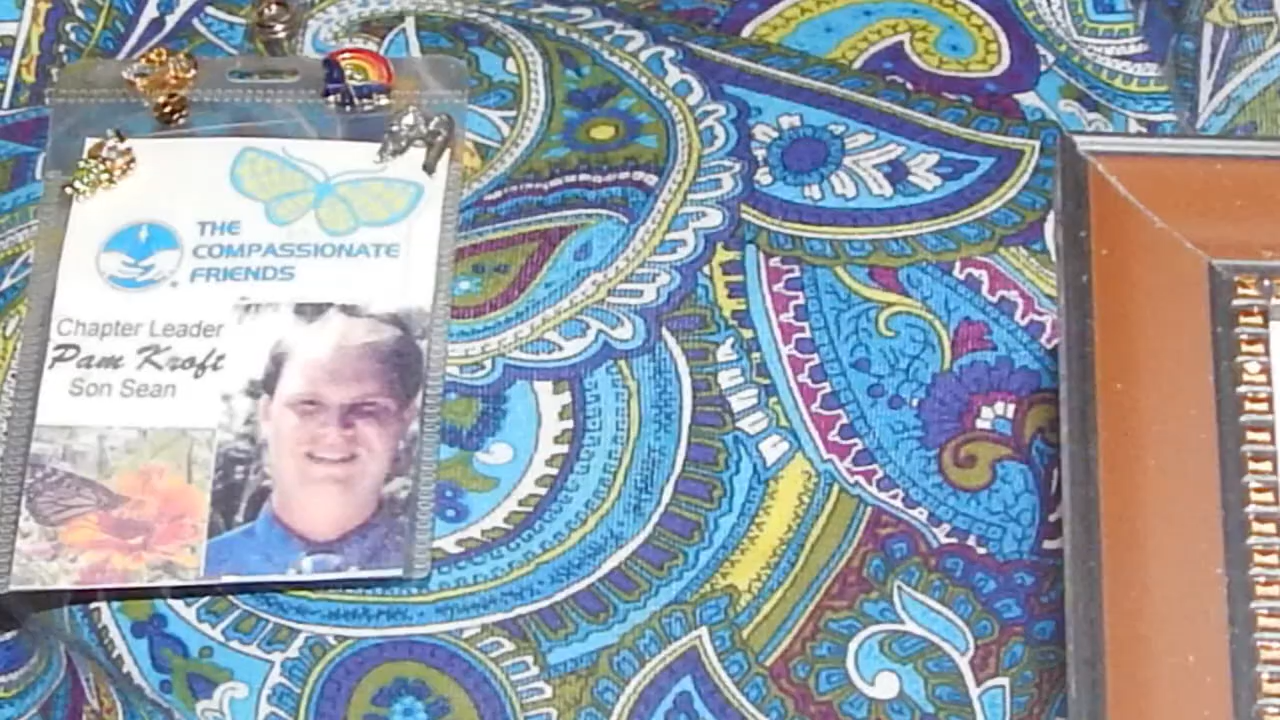 THE
COMPASSIONATE
FRIENDS
Chapter Leader
Pam Kroft
Son Sean